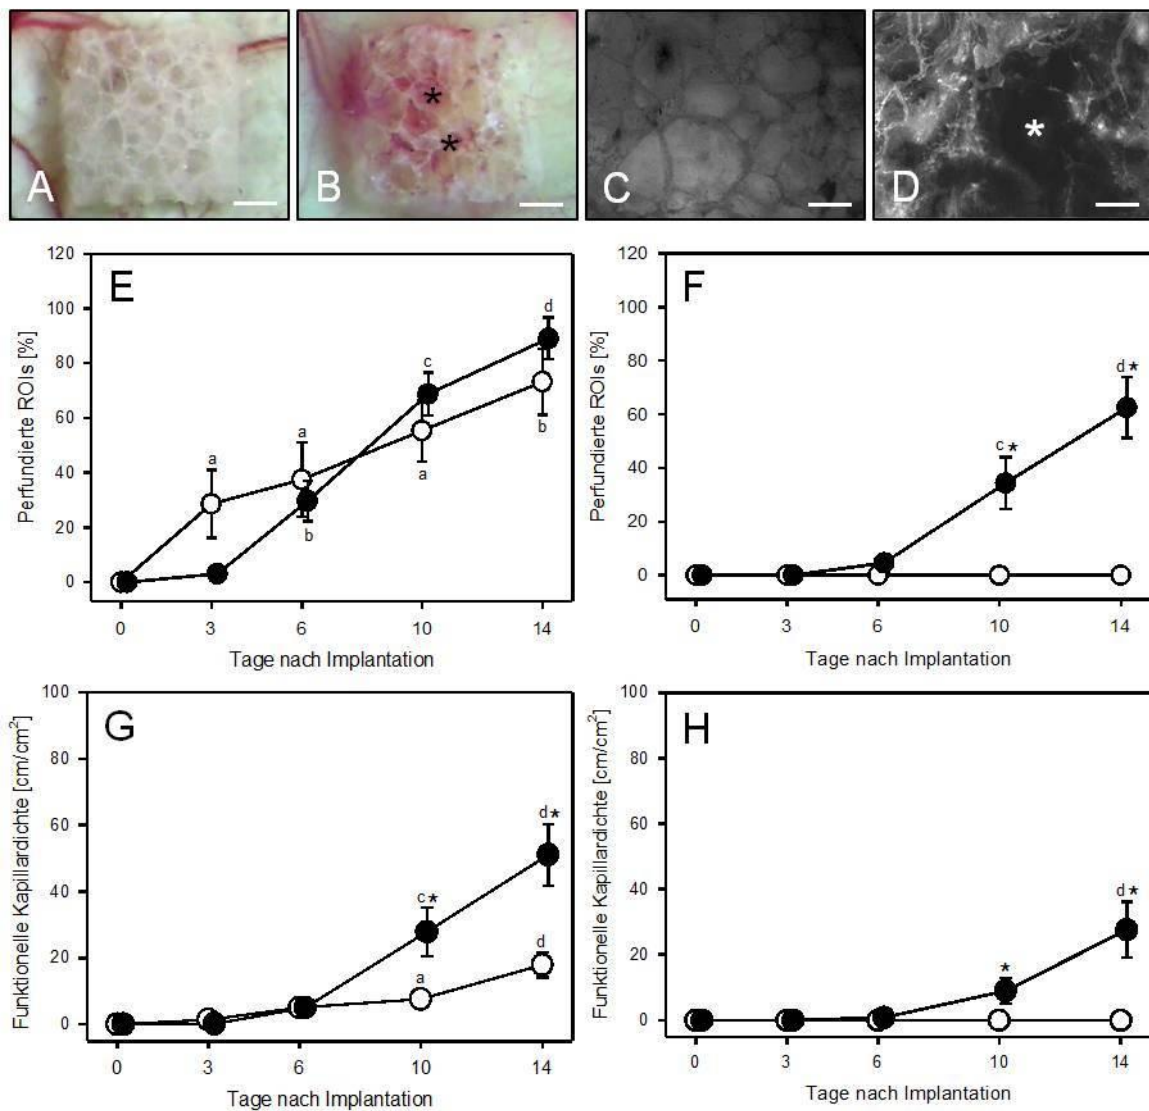 A
B
*
*
C
D
*
E
Perfundierte ROIs [%]
120
100
80
60
40
20
0
a
a
b
c
a
d
b
0 3 6 10 14
Tage nach Implantation
F
Perfundierte ROIs [%]
120
100
80
60
40
20
0
c*
d*
0 3 6 10 14
Tage nach Implantation
G
Funktionelle Kapillardichte [cm/cm²]
100
80
60
40
20
0
c*
a
d*
d
0 3 6 10 14
Tage nach Implantation
H
Funktionelle Kapillardichte [cm/cm²]
100
80
60
40
20
0
*
d*
0 3 6 10 14
Tage nach Implantation